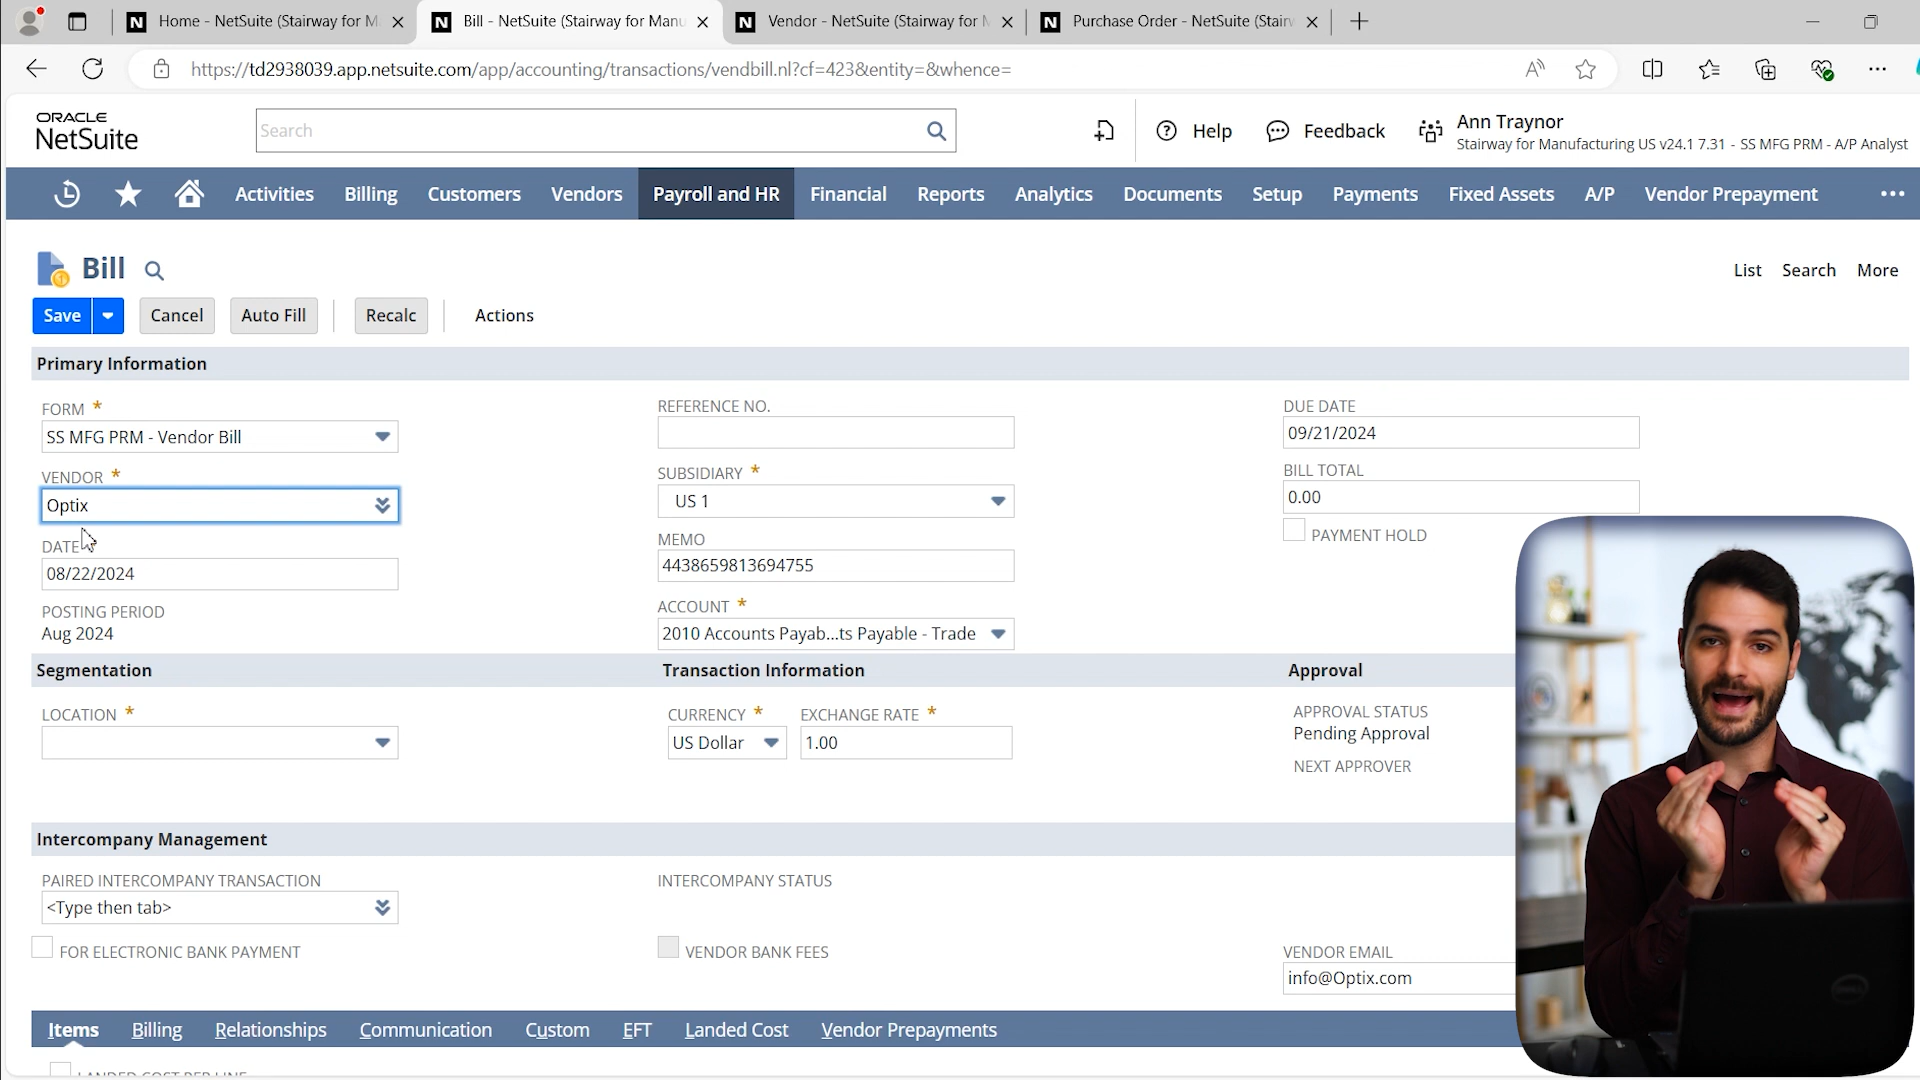 Home - NetSuite (Stairway for M
Bill - NetSuite (Stairway for Manu
Vendor - NetSuite (Stairway for M
Purchase Order - NetSuite (Stairw
https://td2938039.app.netsuite.com/app/accounting/transactions/vendbill.nl?cf=423&entity=&whence=
ORACLE
NetSuite
Search
Help
Feedback
Ann Traynor
Stairway for Manufacturing US v24.1 7.31 - SS MFG PRM - A/P Analyst
Activities Billing Customers Vendors Payroll and HR Financial Reports Analytics Documents Setup Payments Fixed Assets A/P Vendor Prepayment
Bill
List Search More
Save Cancel Auto Fill Recalc Actions
Primary Information
FORM *
SS MFG PRM - Vendor Bill
VENDOR *
Optix
DATE
08/22/2024
POSTING PERIOD
Aug 2024
REFERENCE NO.
SUBSIDIARY *
US 1
MEMO
4438659813694755
ACCOUNT *
2010 Accounts Payab...ts Payable - Trade
DUE DATE
09/21/2024
BILL TOTAL
0.00
PAYMENT HOLD
Segmentation
LOCATION *
Transaction Information
CURRENCY *
US Dollar
EXCHANGE RATE *
1.00
Approval
APPROVAL STATUS
Pending Approval
NEXT APPROVER
Intercompany Management
PAIRED INTERCOMPANY TRANSACTION
<Type then tab>
FOR ELECTRONIC BANK PAYMENT
INTERCOMPANY STATUS
VENDOR BANK FEES
VENDOR EMAIL
info@Optix.com
Items Billing Relationships Communication Custom EFT Landed Cost Vendor Prepayments
LANDED COST PER LINE